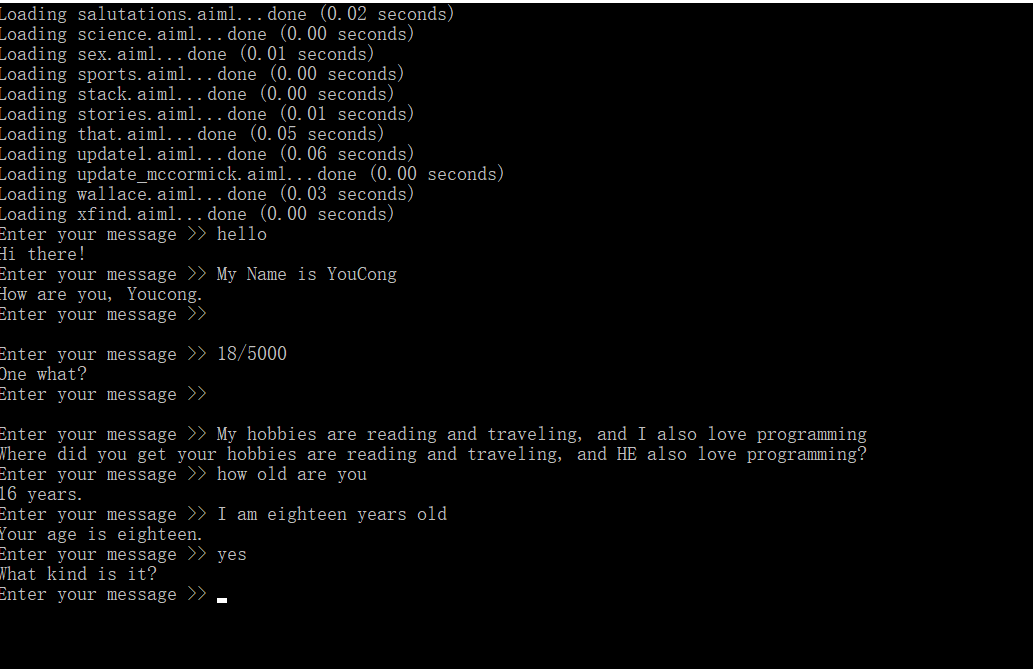 Loading salutations.aiml...done (0.02 seconds)
Loading science.aiml...done (0.00 seconds)
Loading sex.aiml...done (0.01 seconds)
Loading sports.aiml...done (0.00 seconds)
Loading stack.aiml...done (0.00 seconds)
Loading stories.aiml...done (0.01 seconds)
Loading that.aiml...done (0.05 seconds)
Loading update1.aiml...done (0.06 seconds)
Loading update_mccormick.aiml...done (0.00 seconds)
Loading wallace.aiml...done (0.03 seconds)
Loading xfind.aiml...done (0.00 seconds)
Enter your message >> hello
Hi there!
Enter your message >> My Name is YouCong
How are you, Youcong.
Enter your message >>
Enter your message >> 18/5000
One what?
Enter your message >>
Enter your message >> My hobbies are reading and traveling, and I also love programming
Where did you get your hobbies are reading and traveling, and HE also love programming?
Enter your message >> how old are you
16 years.
Enter your message >> I am eighteen years old
Your age is eighteen.
Enter your message >> yes
What kind is it?
Enter your message >>